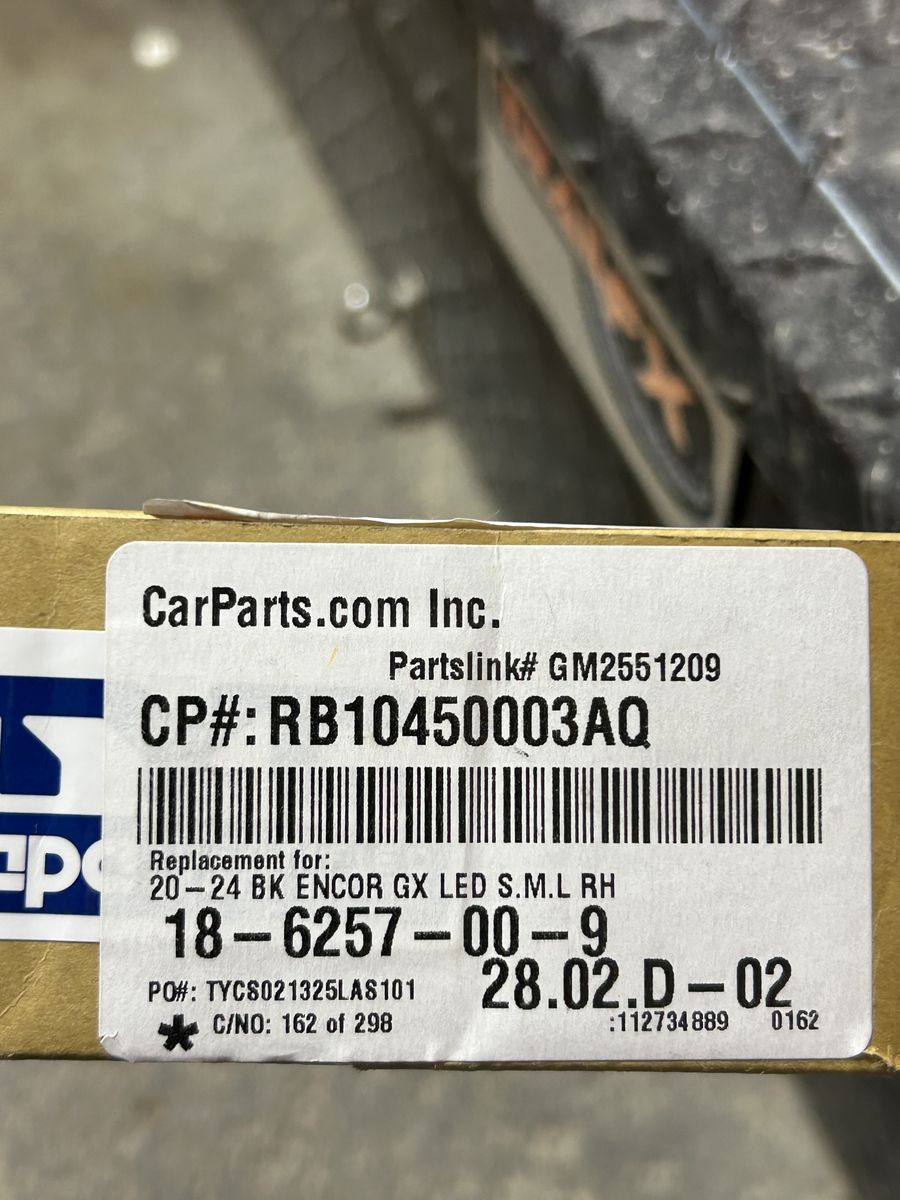 CarParts.com Inc.
Partslink# GM2551209
CP#: RB10450003AQ
Replacement for:
20-24 BK ENCOR GX LED S.M.L RH
18-6257-00-9
28.02.D-02
PO#: TYCS021325LAS101
* C/NO: 162 of 298
:112734889 0162